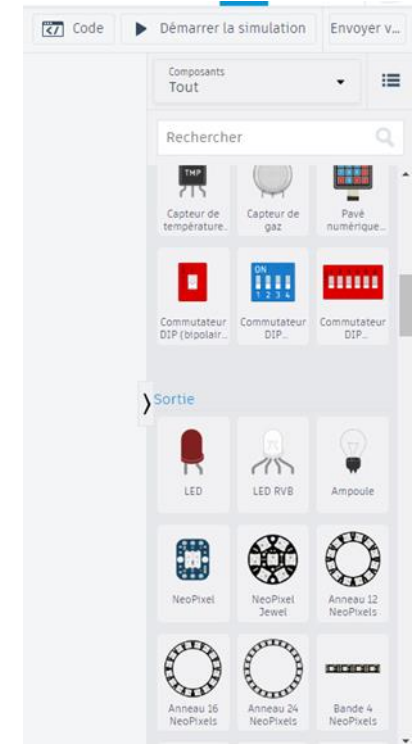 Code
Démarrer la simulation
Envoyer v...
Composants
Tout
Rechercher
TMP
Capteur de
température..
Capteur de
gaz
Pavé
numérique...
ON
1 2 3 4
Commutateur
DIP (bipolair...
Commutateur
DIP...
Commutateur
DIP...
Sortie
LED
LED RVB
Ampoule
NeoPixel
NeoPixel
Jewel
Anneau 12
NeoPixels
Anneau 16
NeoPixels
Anneau 24
NeoPixels
Bande 4
NeoPixels